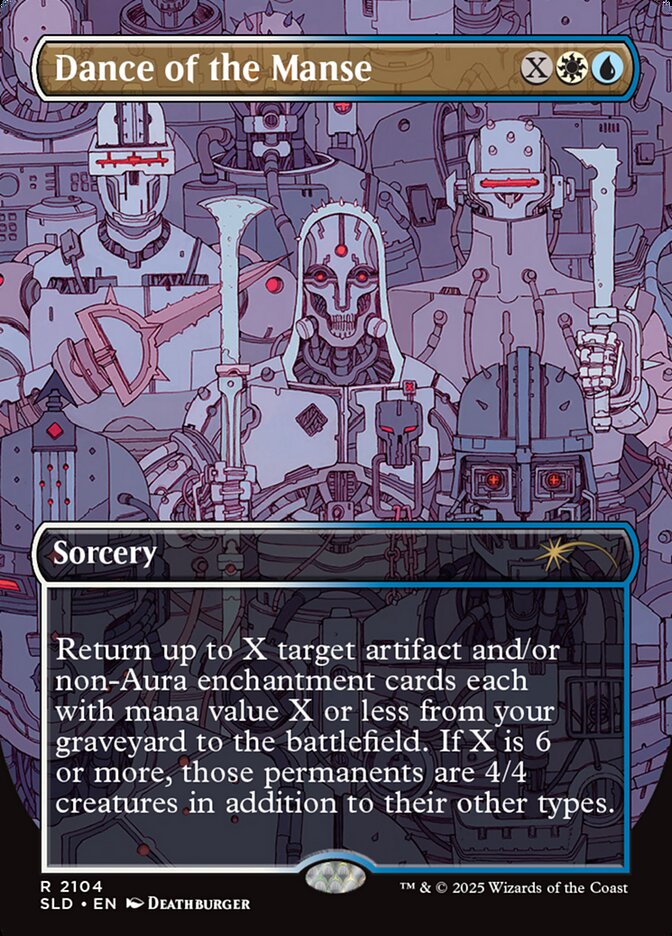 Dance of the Manse X
Sorcery
Return up to X target artifact and/or
non-Aura enchantment cards each
with mana value X or less from your
graveyard to the battlefield. If X is 6
or more, those permanents are 4/4
creatures in addition to their other types.
R 2104
SLD • EN DEATHBURGER
™ & © 2025 Wizards of the Coast